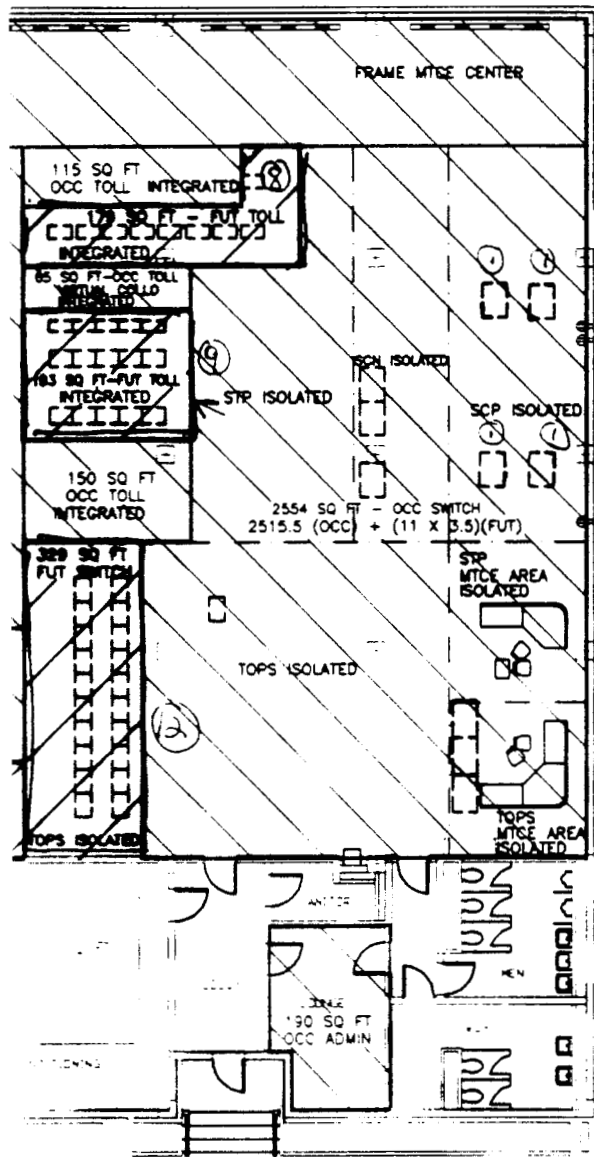 FRAME MTCE CENTER
115 SQ FT
OCC TOLL INTEGRATED
8
179 SQ FT - FUT TOLL
INTEGRATED
65 SQ FT-OCC TOLL
VIRTUAL COLLO
INTEGRATED
193 SQ FT-FUT TOLL
INTEGRATED
9
STP ISOLATED
SCN ISOLATED
SCP ISOLATED
150 SQ FT
OCC TOLL
INTEGRATED
2554 SQ FT - OCC SWITCH
2515.5 (OCC) + (11 X 3.5)(FUT)
329 SQ FT
FUT SWITCH
STP
MTCE AREA
ISOLATED
TOPS ISOLATED
12
TOPS ISOLATED
TOPS
MTCE AREA
ISOLATED
MEN
LOUNGE
190 SQ FT
OCC ADMIN